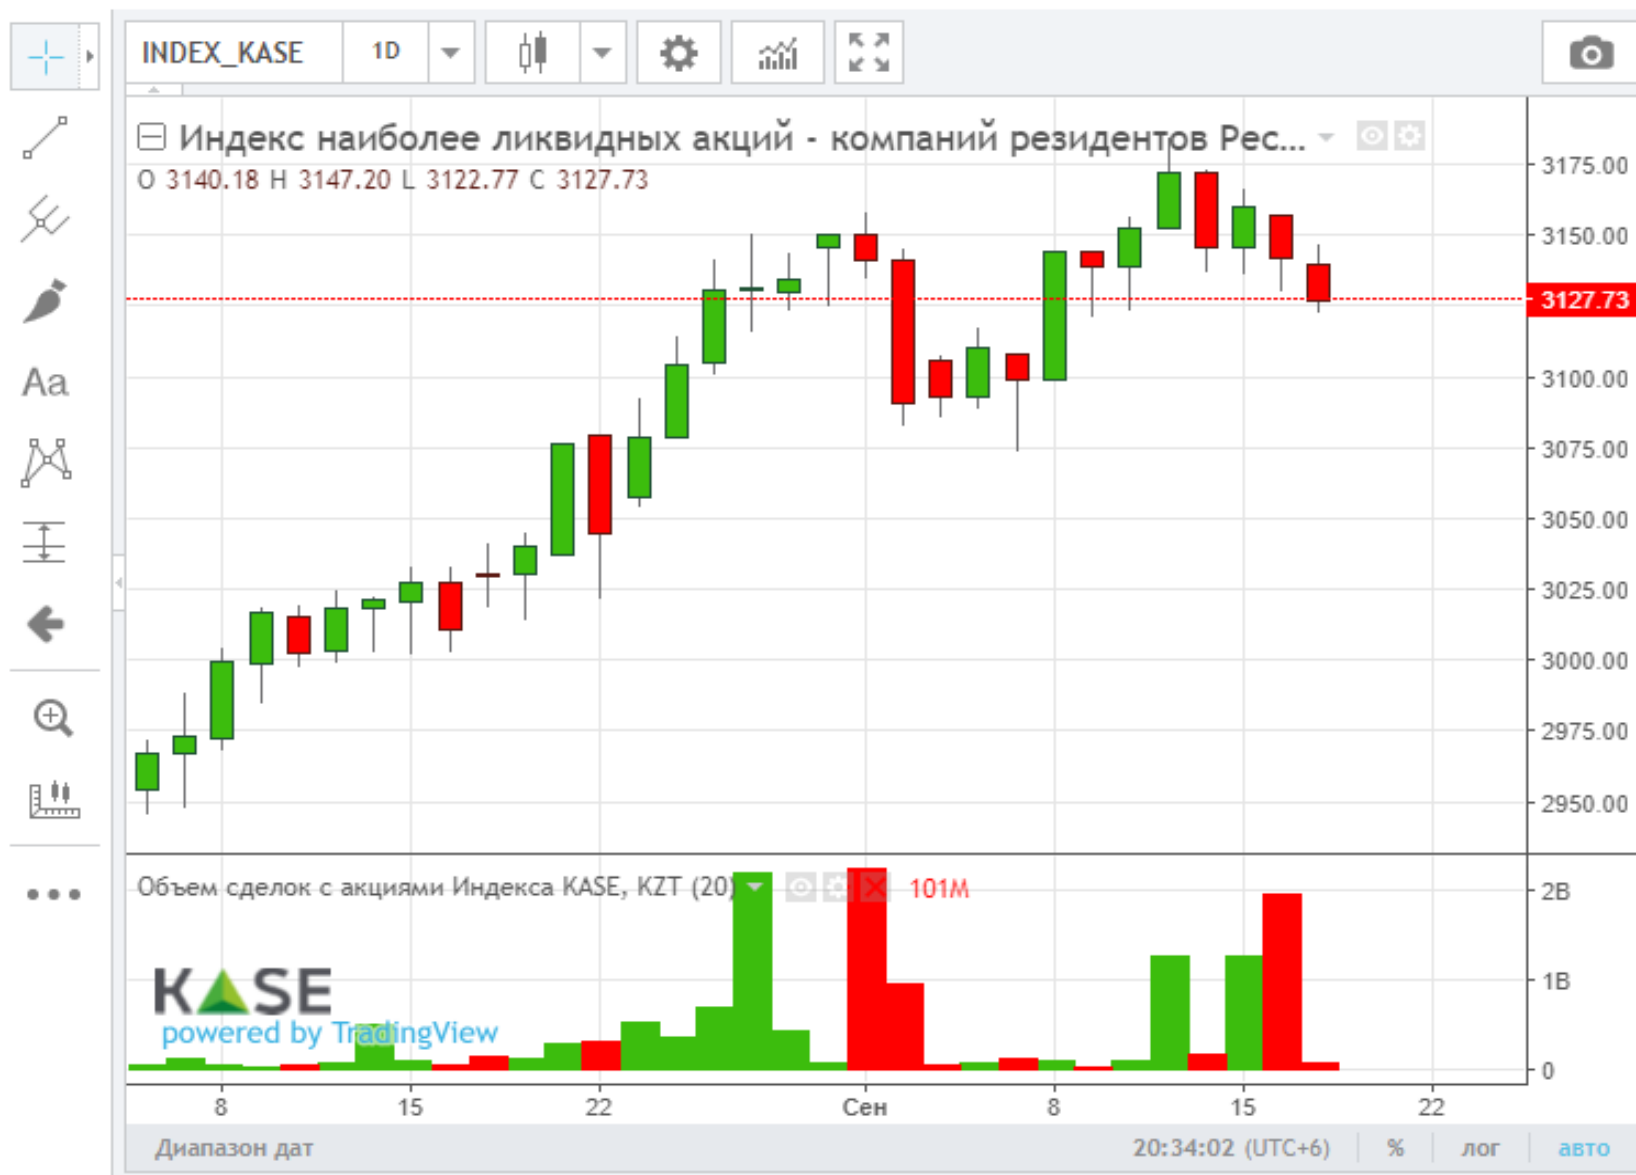 INDEX_KASE 1D
Aa
Индекс наиболее ликвидных акций - компаний резидентов Рес...
O 3140.18 H 3147.20 L 3122.77 C 3127.73
3175.00
3150.00
3127.73
3100.00
3075.00
3050.00
3025.00
3000.00
2975.00
2950.00
Объем сделок с акциями Индекса KASE, KZT (20) 101M
2B
1B
0
KASE
powered by TradingView
8 15 22 Сен 8 15 22
Диапазон дат 20:34:02 (UTC+6) % лог авто